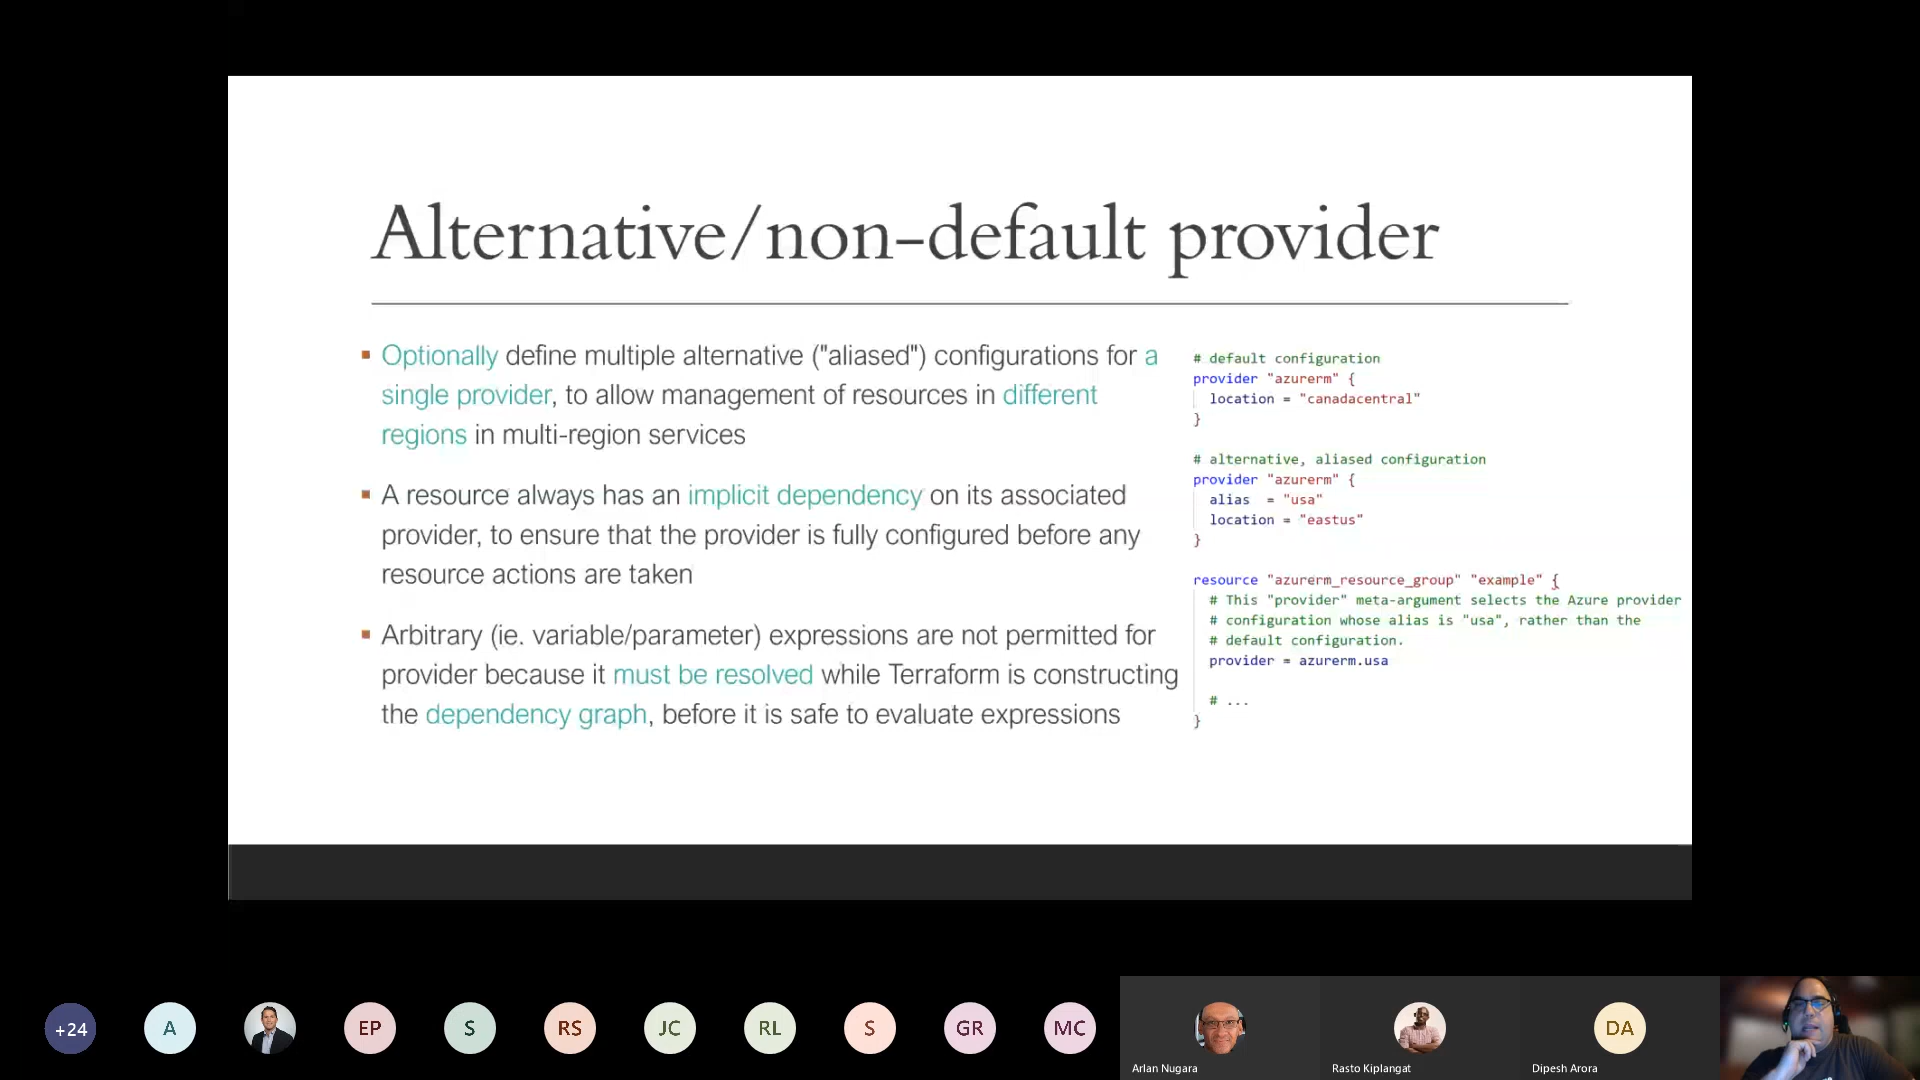 Alternative/non-default provider
Optionally define multiple alternative ("aliased") configurations for a
single provider, to allow management of resources in different
regions in multi-region services
A resource always has an implicit dependency on its associated
provider, to ensure that the provider is fully configured before any
resource actions are taken
Arbitrary (ie. variable/parameter) expressions are not permitted for
provider because it must be resolved while Terraform is constructing
the dependency graph, before it is safe to evaluate expressions
# default configuration
provider "azurerm" {
location = "canadacentral"
}
# alternative, aliased configuration
provider "azurerm" {
alias = "usa"
location = "eastus"
}
resource "azurerm_resource_group" "example" {
# This "provider" meta-argument selects the Azure provider
# configuration whose alias is "usa", rather than the
# default configuration.
provider = azurerm.usa
# ...
}
+24
A
EP
S
RS
JC
RL
S
GR
MC
DA
Arlan Nugara
Rasto Kiplangat
Dipesh Arora